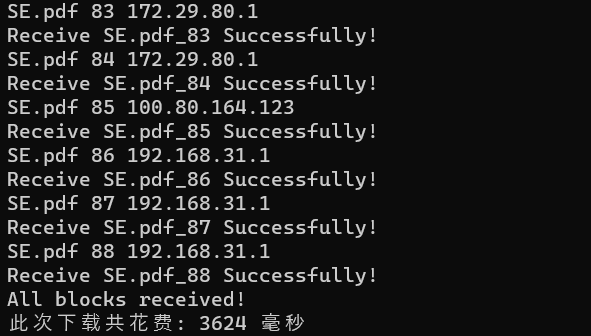 SE.pdf 83 172.29.80.1
Receive SE.pdf_83 Successfully!
SE.pdf 84 172.29.80.1
Receive SE.pdf_84 Successfully!
SE.pdf 85 100.80.164.123
Receive SE.pdf_85 Successfully!
SE.pdf 86 192.168.31.1
Receive SE.pdf_86 Successfully!
SE.pdf 87 192.168.31.1
Receive SE.pdf_87 Successfully!
SE.pdf 88 192.168.31.1
Receive SE.pdf_88 Successfully!
All blocks received!
此次下载共花费: 3624 毫秒